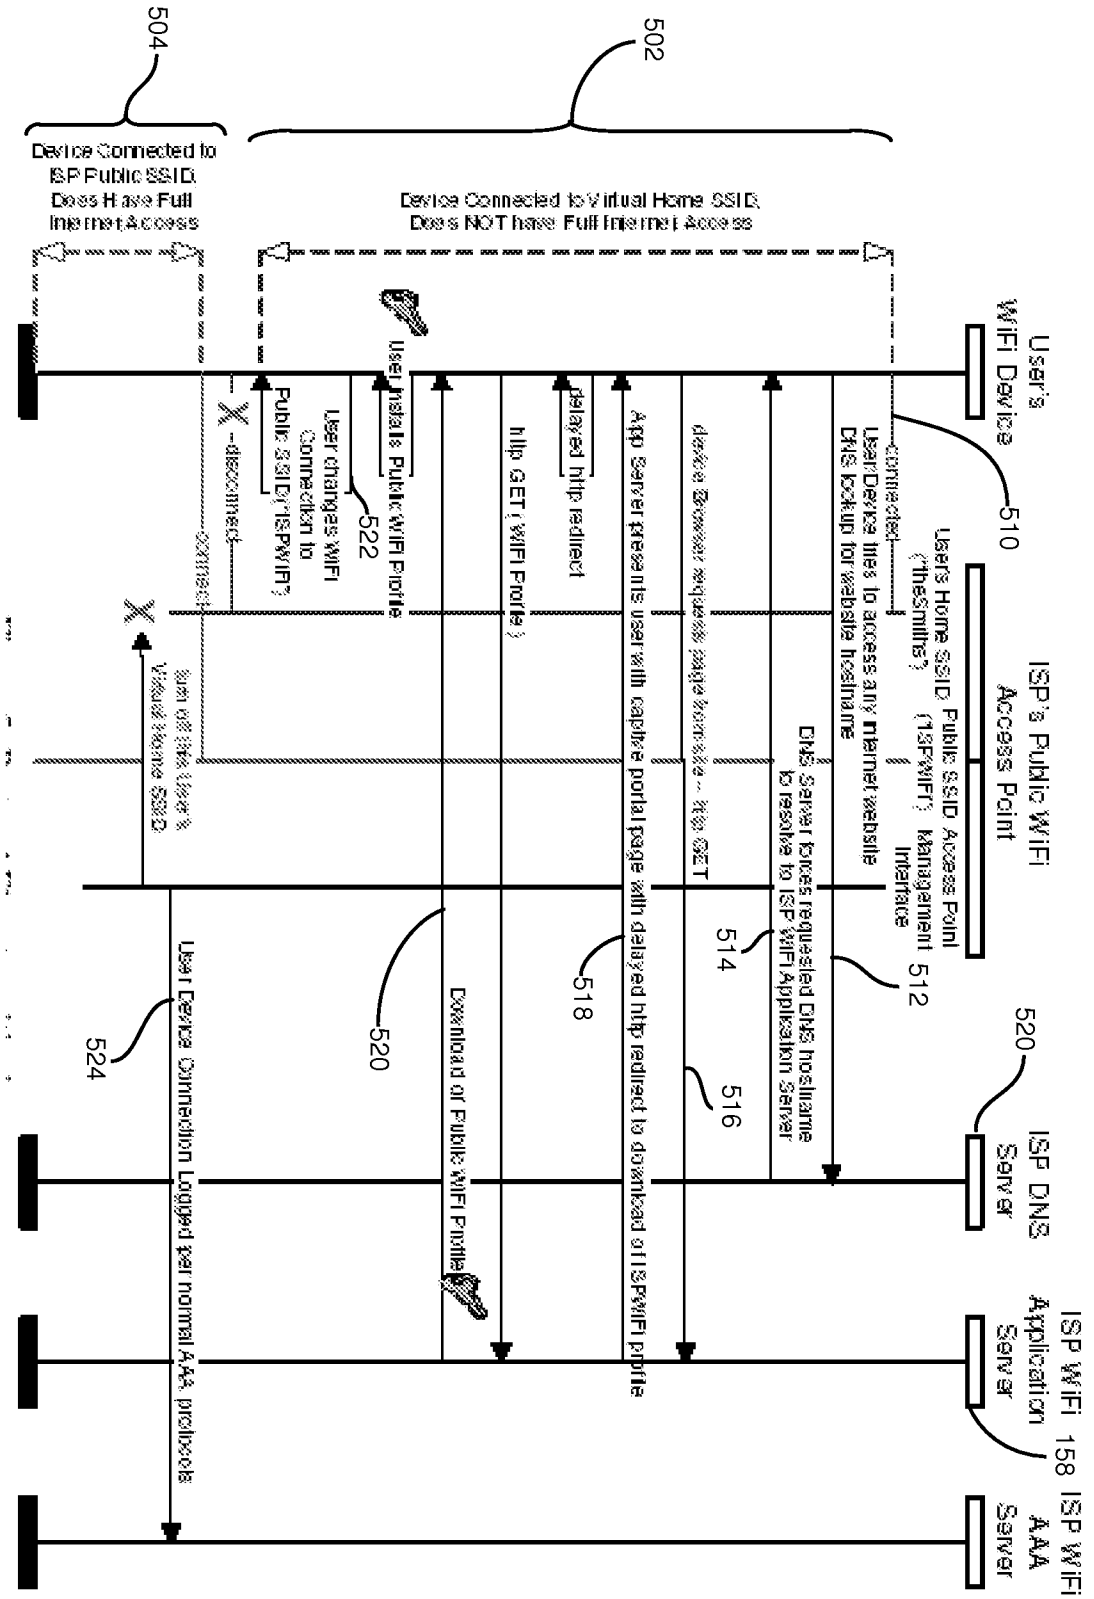 User's
WiFi Device
ISP's Public WiFi
Access Point
520
ISP DNS
Server
ISP WiFi
Application
Server
158
ISP WiFi
AAA
Server
510
User's Home SSID
("thesmiths")
Public SSID
("ISPWIFI")
Access Point
Management
Interface
502
Device Connected to Virtual Home SSID,
Does NOT have Full Internet Access
504
Device Connected to
ISP Public SSID,
Does Have Full
Internet Access
connected
User Device tries to access any internet website
DNS lookup for website hostname
512
DNS Server forces requested DNS hostname
to resolve to ISP WiFi Application Server
514
device Browser requests page from site -- http GET
516
App Server presents user with captive portal page with delayed http redirect to download of ISPWiFi profile
518
delayed http redirect
http GET ( WiFi Profile )
Download of Public WiFi Profile
520
User installs Public WiFi Profile
User changes WiFi
Connection to
Public SSID ("ISPWIFI")
522
X
-disconnect
connect
User Device Connection Logged per normal AAA protocols
524
X
turn off this User's
Virtual Home SSID